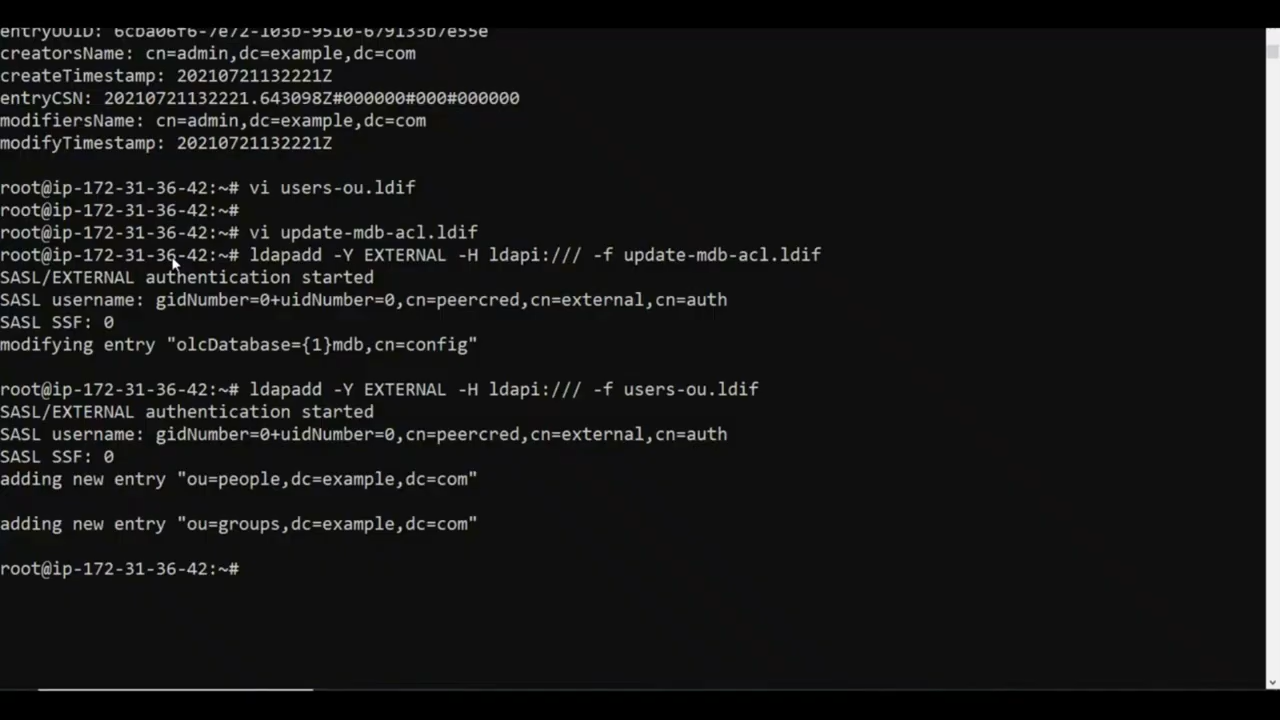 entryUUID: 6cba06f6-7e72-103b-9510-679133b7e55e
creatorsName: cn=admin,dc=example,dc=com
createTimestamp: 20210721132221Z
entryCSN: 20210721132221.643098Z#000000#000#000000
modifiersName: cn=admin,dc=example,dc=com
modifyTimestamp: 20210721132221Z
root@ip-172-31-36-42:~# vi users-ou.ldif
root@ip-172-31-36-42:~#
root@ip-172-31-36-42:~# vi update-mdb-acl.ldif
root@ip-172-31-36-42:~# ldapadd -Y EXTERNAL -H ldapi:/// -f update-mdb-acl.ldif
SASL/EXTERNAL authentication started
SASL username: gidNumber=0+uidNumber=0,cn=peercred,cn=external,cn=auth
SASL SSF: 0
modifying entry "olcDatabase={1}mdb,cn=config"
root@ip-172-31-36-42:~# ldapadd -Y EXTERNAL -H ldapi:/// -f users-ou.ldif
SASL/EXTERNAL authentication started
SASL username: gidNumber=0+uidNumber=0,cn=peercred,cn=external,cn=auth
SASL SSF: 0
adding new entry "ou=people,dc=example,dc=com"
adding new entry "ou=groups,dc=example,dc=com"
root@ip-172-31-36-42:~#